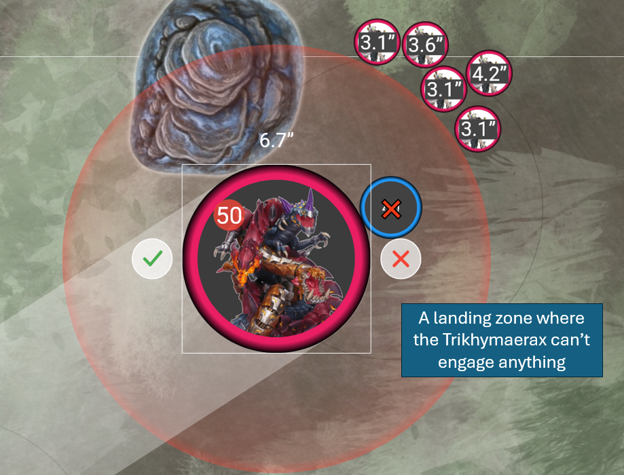 3.1”
3.6”
3.1”
4.2”
3.1”
6.7”
50
A landing zone where
the Trikhymaerax can’t
engage anything